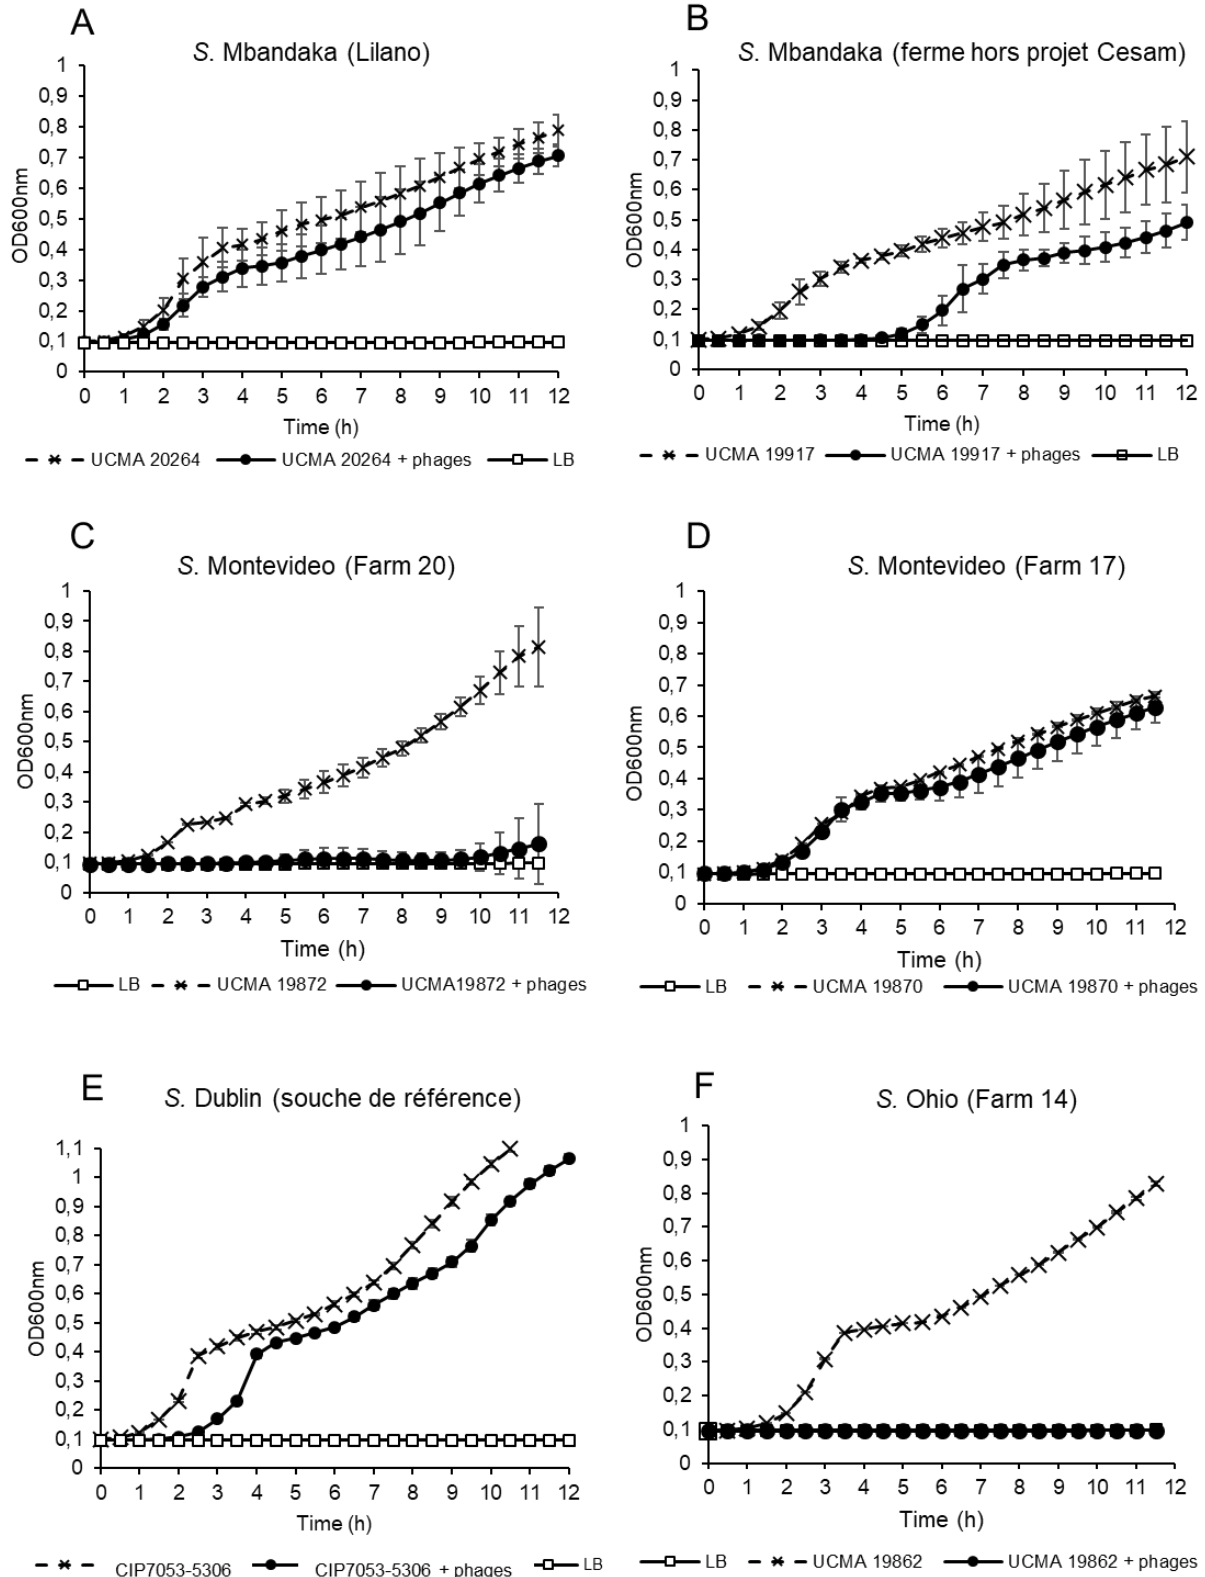 A
S. Mbandaka (Lilano)
1
0,9
0,8
0,7
0,6
0,5
0,4
0,3
0,2
0,1
0
OD600nm
0 1 2 3 4 5 6 7 8 9 10 11 12
Time (h)
UCMA 20264 UCMA 20264 + phages LB
B
S. Mbandaka (ferme hors projet Cesam)
1
0,9
0,8
0,7
0,6
0,5
0,4
0,3
0,2
0,1
0
OD600nm
0 1 2 3 4 5 6 7 8 9 10 11 12
Time (h)
UCMA 19917 UCMA 19917 + phages LB
C
S. Montevideo (Farm 20)
1
0,9
0,8
0,7
0,6
0,5
0,4
0,3
0,2
0,1
0
OD600nm
0 1 2 3 4 5 6 7 8 9 10 11 12
Time (h)
LB UCMA 19872 UCMA19872 + phages
D
S. Montevideo (Farm 17)
1
0,9
0,8
0,7
0,6
0,5
0,4
0,3
0,2
0,1
0
OD600nm
0 1 2 3 4 5 6 7 8 9 10 11 12
Time (h)
LB UCMA 19870 UCMA 19870 + phages
E
S. Dublin (souche de référence)
1,1
1
0,9
0,8
0,7
0,6
0,5
0,4
0,3
0,2
0,1
0
OD600nm
0 1 2 3 4 5 6 7 8 9 10 11 12
Time (h)
CIP7053-5306 CIP7053-5306 + phages LB
F
S. Ohio (Farm 14)
1
0,9
0,8
0,7
0,6
0,5
0,4
0,3
0,2
0,1
0
OD600nm
0 1 2 3 4 5 6 7 8 9 10 11 12
Time (h)
LB UCMA 19862 UCMA 19862 + phages